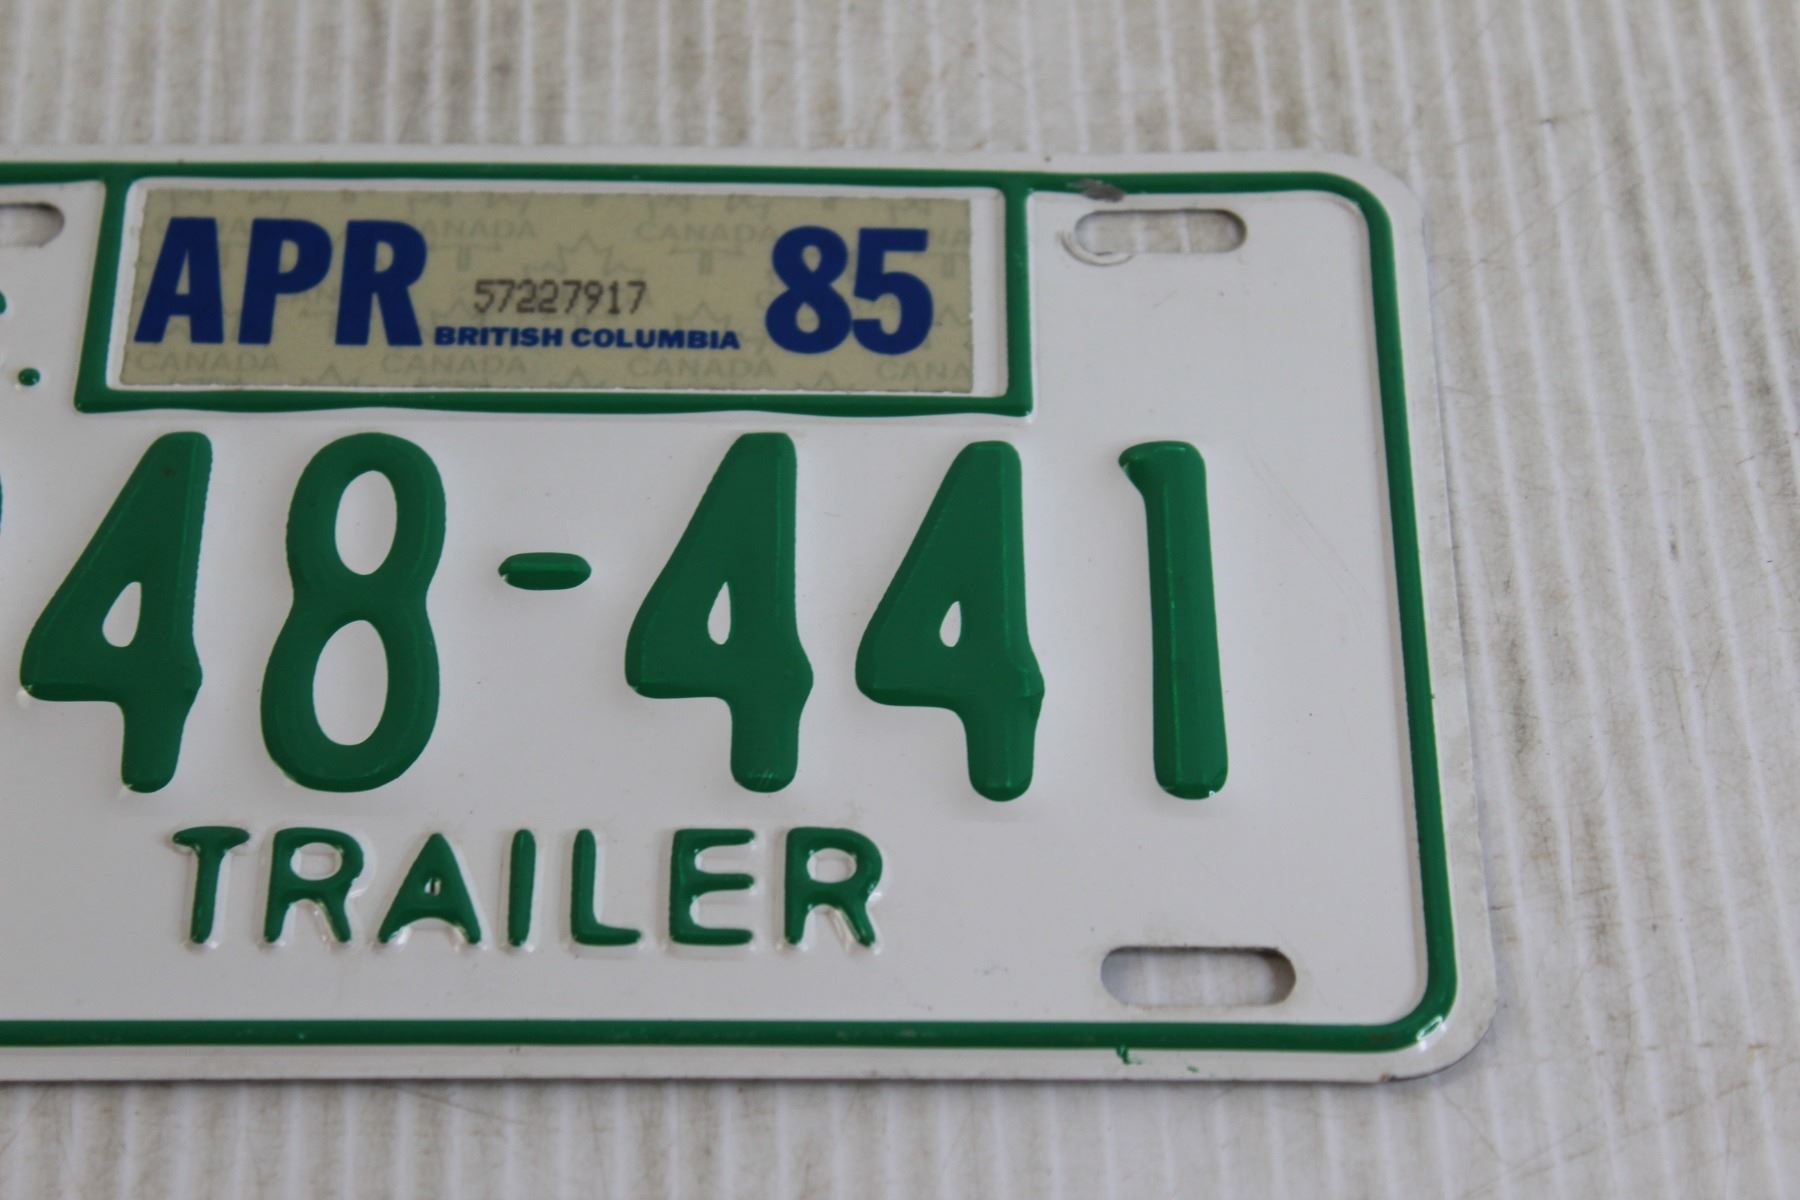 APR 57227917 85
BRITISH COLUMBIA
48-441
TRAILER